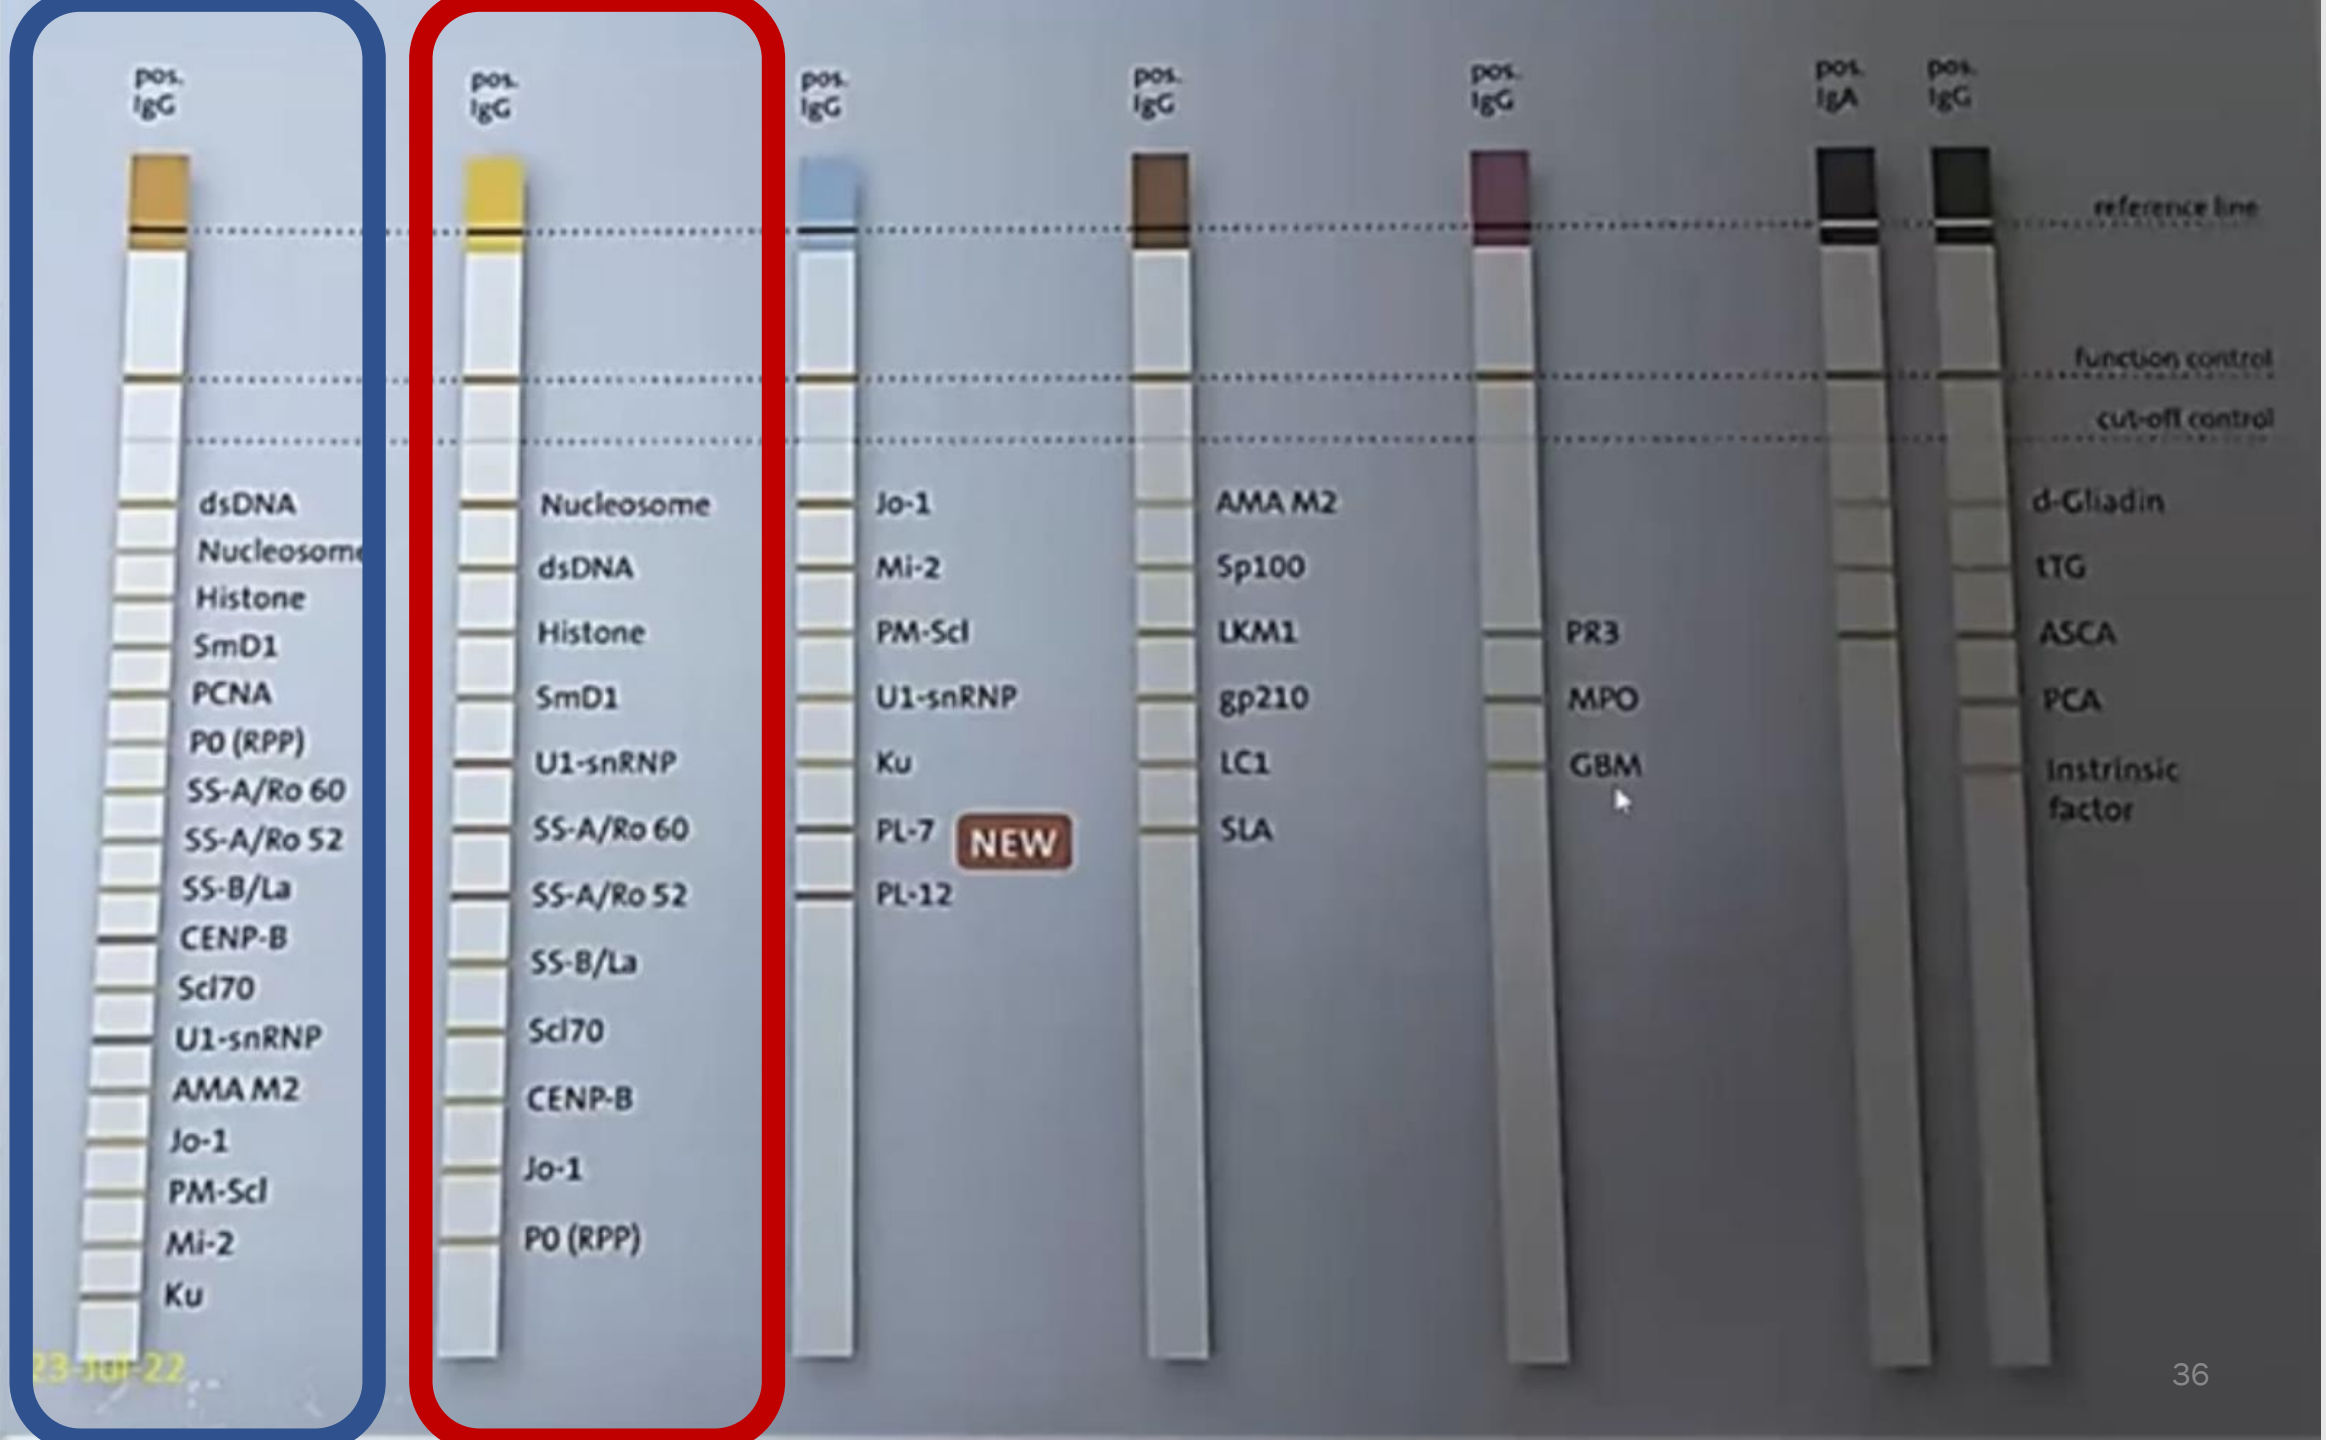 pos.
IgG
dsDNA
Nucleosome
Histone
SmD1
PCNA
P0 (RPP)
SS-A/Ro 60
SS-A/Ro 52
SS-B/La
CENP-B
Scl70
U1-snRNP
AMA M2
Jo-1
PM-Scl
Mi-2
Ku
23-Jul-22
pos.
IgG
Nucleosome
dsDNA
Histone
SmD1
U1-snRNP
SS-A/Ro 60
SS-A/Ro 52
SS-B/La
Scl70
CENP-B
Jo-1
P0 (RPP)
pos.
IgG
Jo-1
Mi-2
PM-Scl
U1-snRNP
Ku
PL-7
NEW
PL-12
pos.
IgG
AMA M2
Sp100
LKM1
gp210
LC1
SLA
pos.
IgG
PR3
MPO
GBM
pos.
IgA
pos.
IgG
reference line
function control
cut-off control
d-Gliadin
tTG
ASCA
PCA
Instrinsic
factor
36